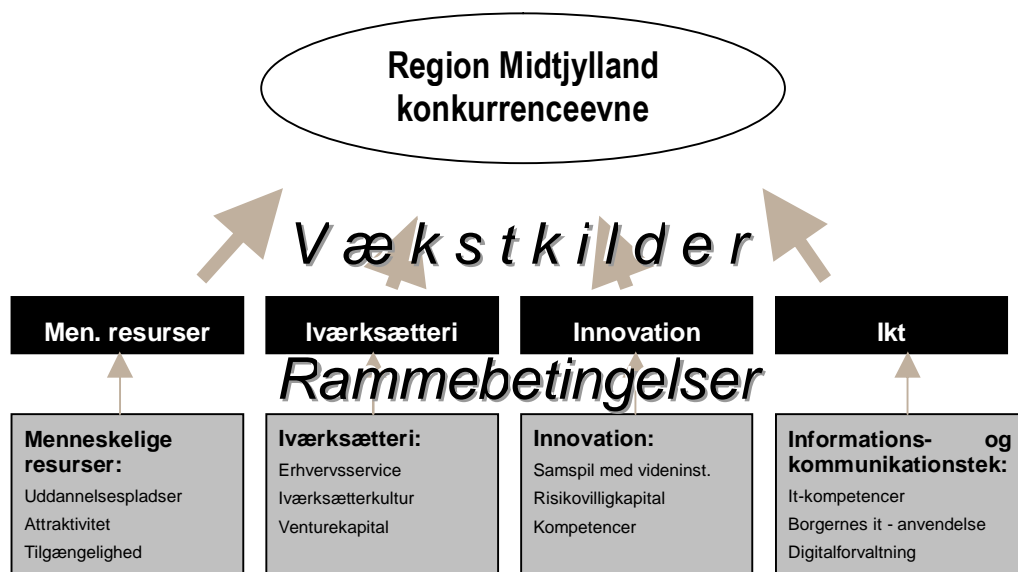 Region Midtjylland
konkurrenceevne
Vækstkilder
Men. resurser
Iværksætteri
Innovation
Ikt
Rammebetingelser
Menneskelige
resurser:
Uddannelsespladser
Attraktivitet
Tilgængelighed
Iværksætteri:
Erhvervsservice
Iværksætterkultur
Venturekapital
Innovation:
Samspil med videninst.
Risikovilligkapital
Kompetencer
Informations- og
kommunikationstek:
It-kompetencer
Borgernes it - anvendelse
Digitalforvaltning